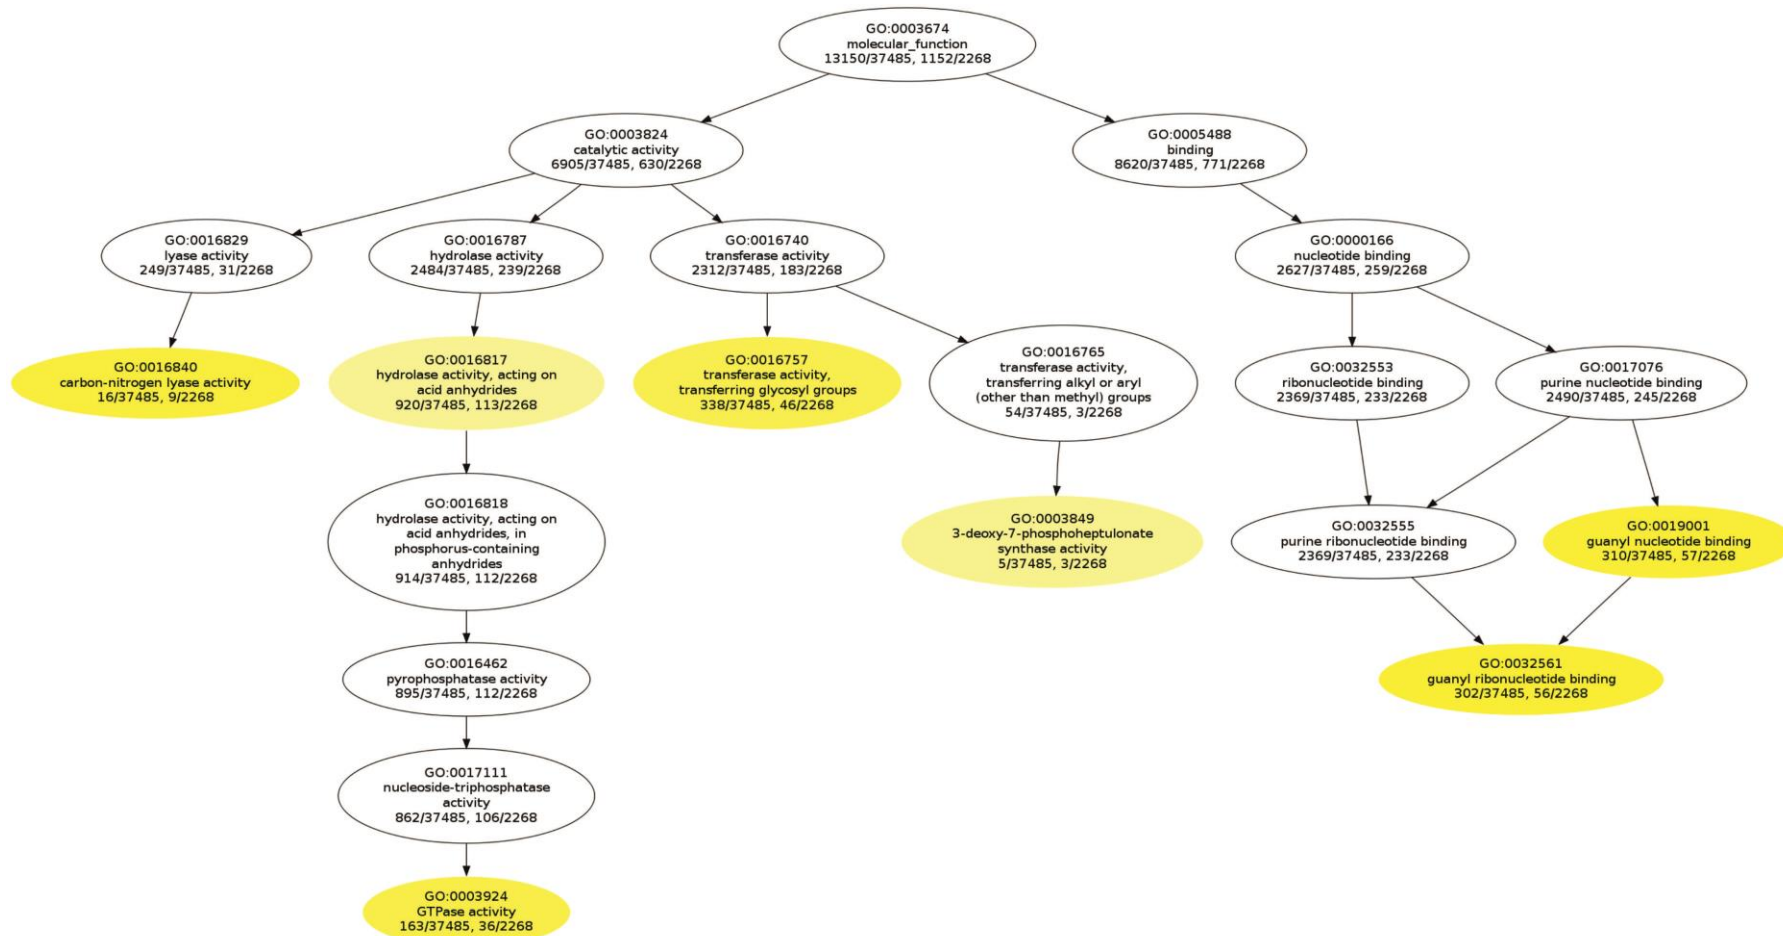 GO:0003674
molecular_function
13150/37485, 1152/2268
GO:0003824
catalytic activity
6905/37485, 630/2268
GO:0005488
binding
8620/37485, 771/2268
GO:0016829
lyase activity
249/37485, 31/2268
GO:0016787
hydrolase activity
2484/37485, 239/2268
GO:0016740
transferase activity
2312/37485, 183/2268
GO:0000166
nucleotide binding
2627/37485, 259/2268
GO:0016840
carbon-nitrogen lyase activity
16/37485, 9/2268
GO:0016817
hydrolase activity, acting on
acid anhydrides
920/37485, 113/2268
GO:0016757
transferase activity,
transferring glycosyl groups
338/37485, 46/2268
GO:0016765
transferase activity,
transferring alkyl or aryl
(other than methyl) groups
54/37485, 3/2268
GO:0032553
ribonucleotide binding
2369/37485, 233/2268
GO:0017076
purine nucleotide binding
2490/37485, 245/2268
GO:0016818
hydrolase activity, acting on
acid anhydrides, in
phosphorus-containing
anhydrides
914/37485, 112/2268
GO:0003849
3-deoxy-7-phosphoheptulonate
synthase activity
5/37485, 3/2268
GO:0032555
purine ribonucleotide binding
2369/37485, 233/2268
GO:0019001
guanyl nucleotide binding
310/37485, 57/2268
GO:0016462
pyrophosphatase activity
895/37485, 112/2268
GO:0032561
guanyl ribonucleotide binding
302/37485, 56/2268
GO:0017111
nucleoside-triphosphatase
activity
862/37485, 106/2268
GO:0003924
GTPase activity
163/37485, 36/2268